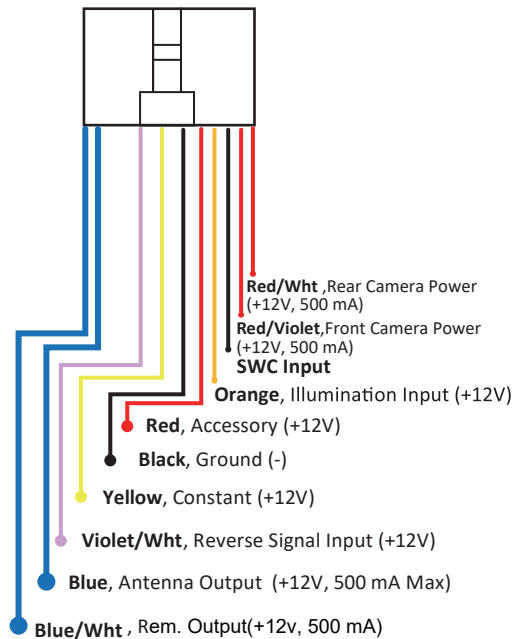 Red/Wht ,Rear Camera Power
(+12V, 500 mA)
Red/Violet,Front Camera Power
(+12V, 500 mA)
SWC Input
Orange, Illumination Input (+12V)
Red, Accessory (+12V)
Black, Ground (-)
Yellow, Constant (+12V)
Violet/Wht, Reverse Signal Input (+12V)
Blue, Antenna Output (+12V, 500 mA Max)
Blue/Wht , Rem. Output(+12v, 500 mA)